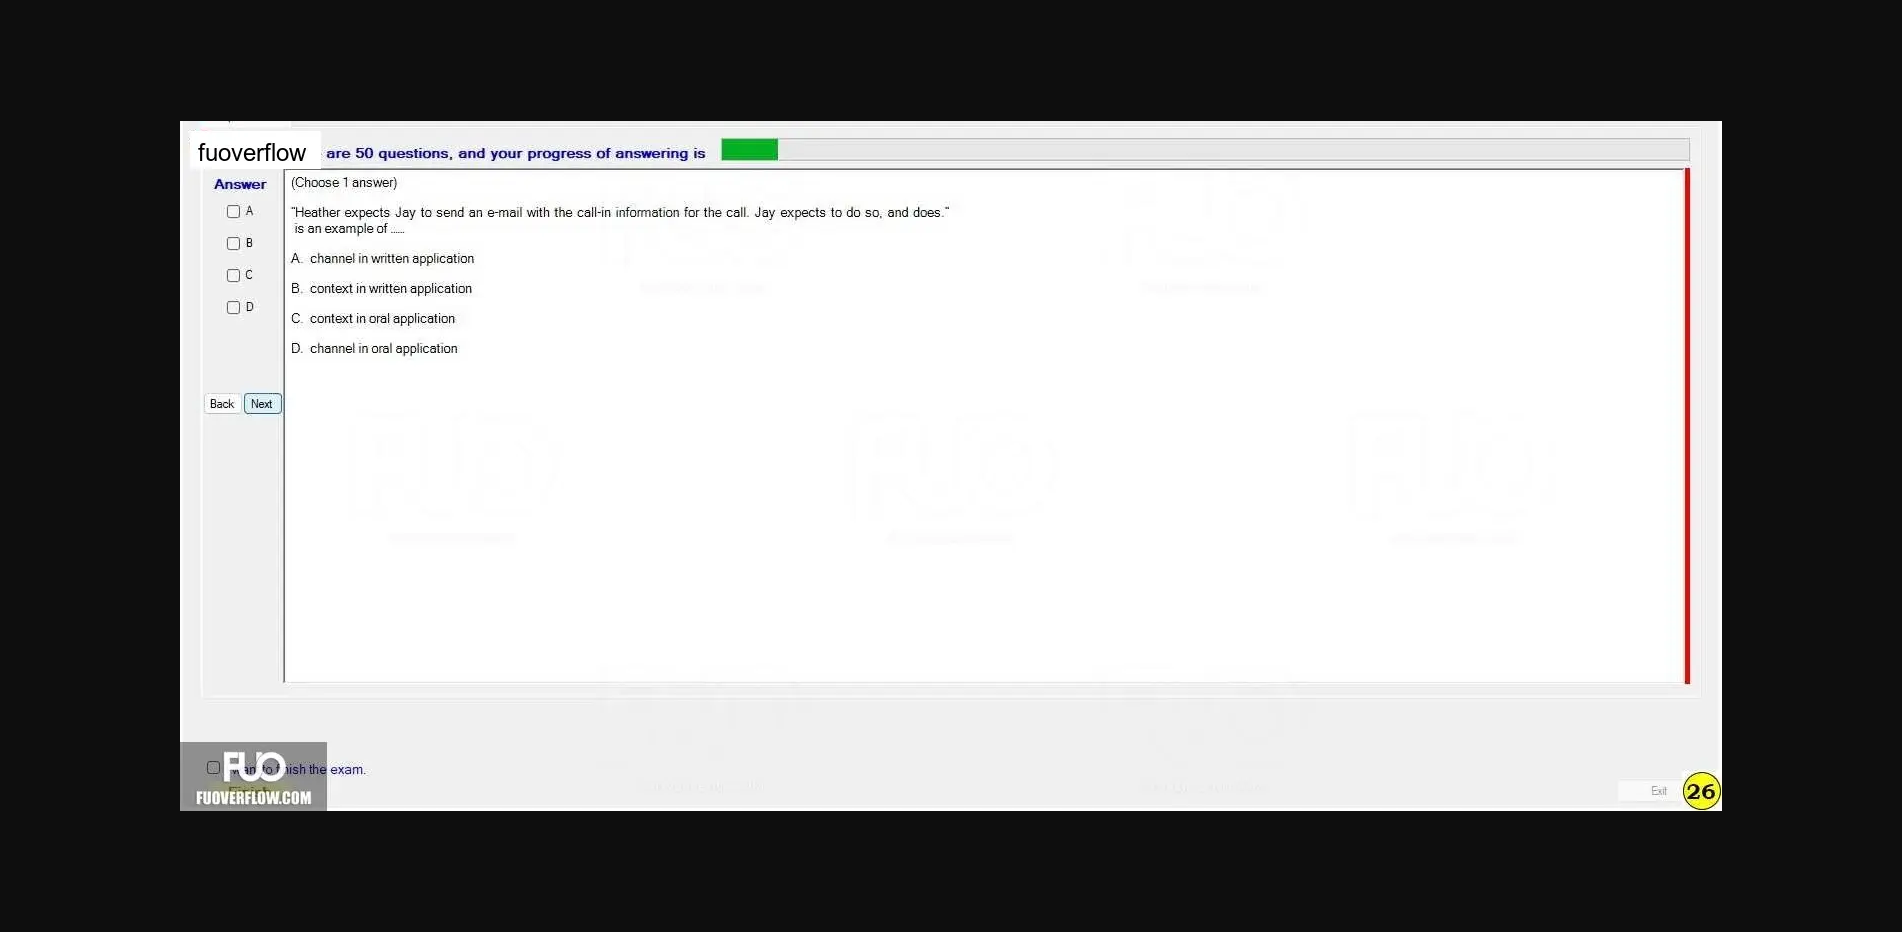 fuoverflow are 50 questions, and your progress of answering is
Answer
(Choose 1 answer)
A
"Heather expects Jay to send an e-mail with the call-in information for the call. Jay expects to do so, and does."
is an example of ......
B
A. channel in written application
C
B. context in written application
D
C. context in oral application
D. channel in oral application
Back Next
FUO
want to finish the exam.
Finish
FUOVERFLOW.COM
Exit 26